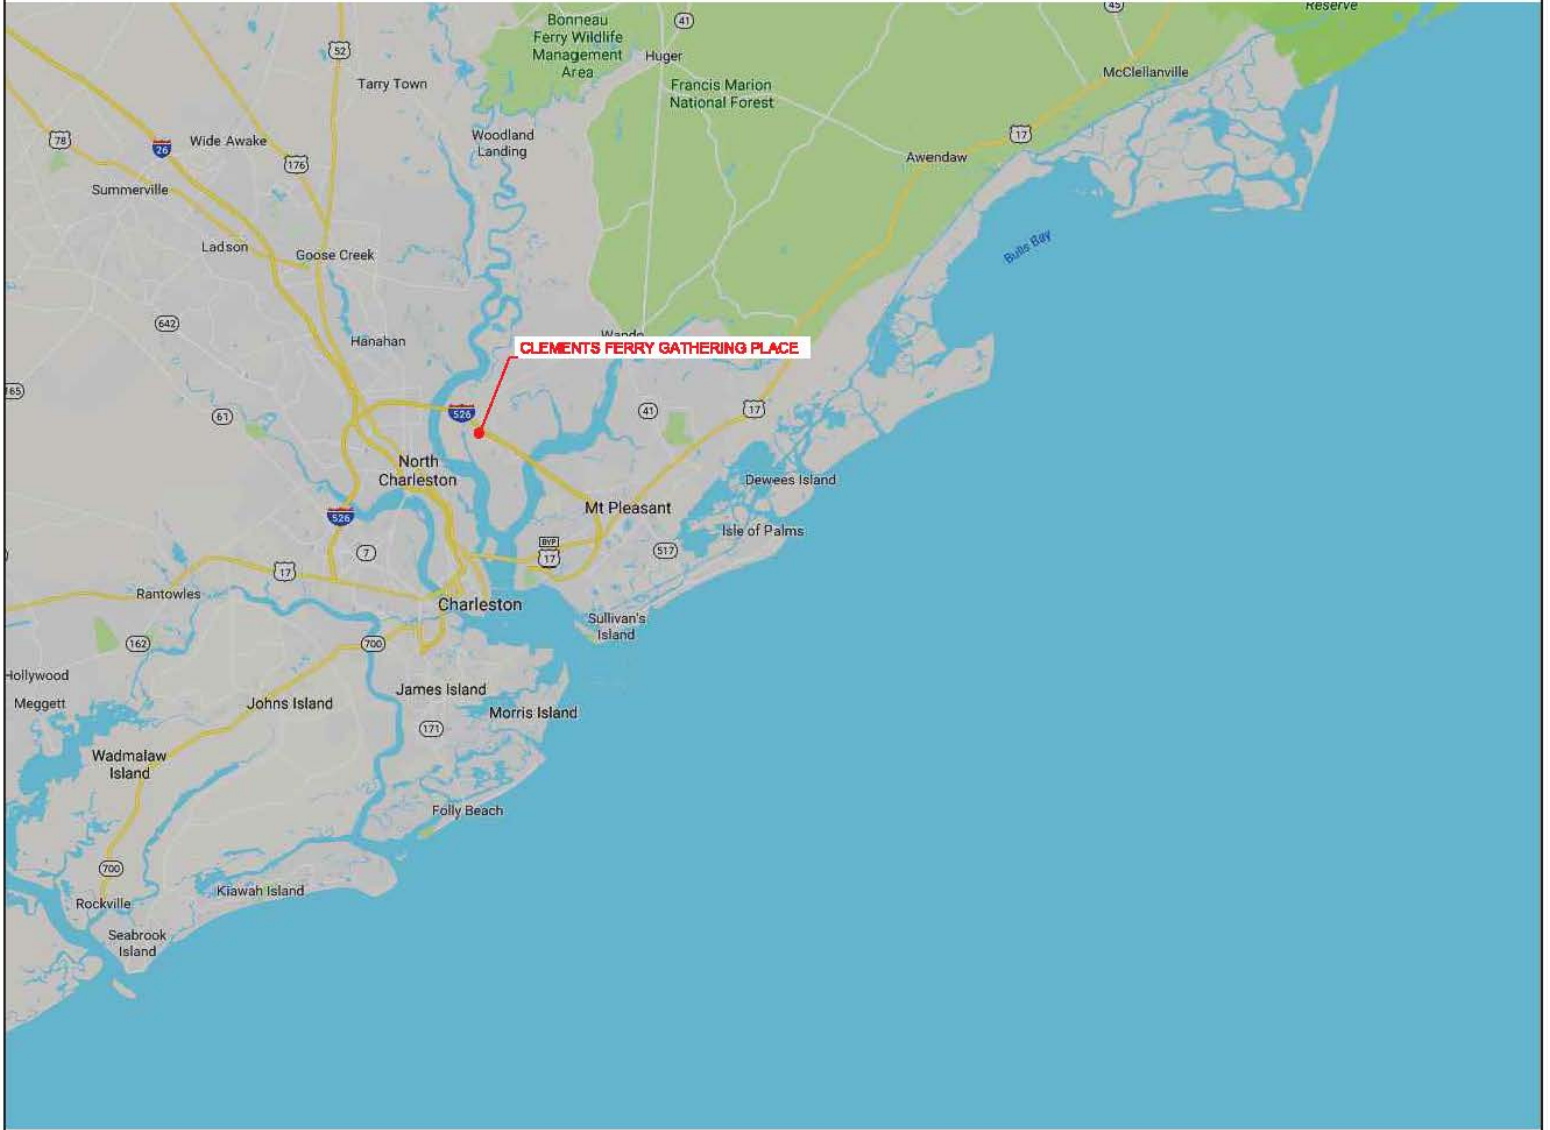 45
Reserve
Bonneau
Ferry Wildlife
Management
Area
41
52
Huger
Tarry Town
Francis Marion
National Forest
McClellanville
78
26
Wide Awake
176
Woodland
Landing
17
Awendaw
Summerville
Ladson
Goose Creek
Bulls Bay
642
Hanahan
Wando
CLEMENTS FERRY GATHERING PLACE
165
61
526
41
17
North
Charleston
Dewees Island
Mt Pleasant
526
Isle of Palms
7
BYP
17
517
17
Rantowles
Charleston
Sullivan's
Island
162
700
Hollywood
Meggett
James Island
Johns Island
Morris Island
171
Wadmalaw
Island
Folly Beach
700
Kiawah Island
Rockville
Seabrook
Island